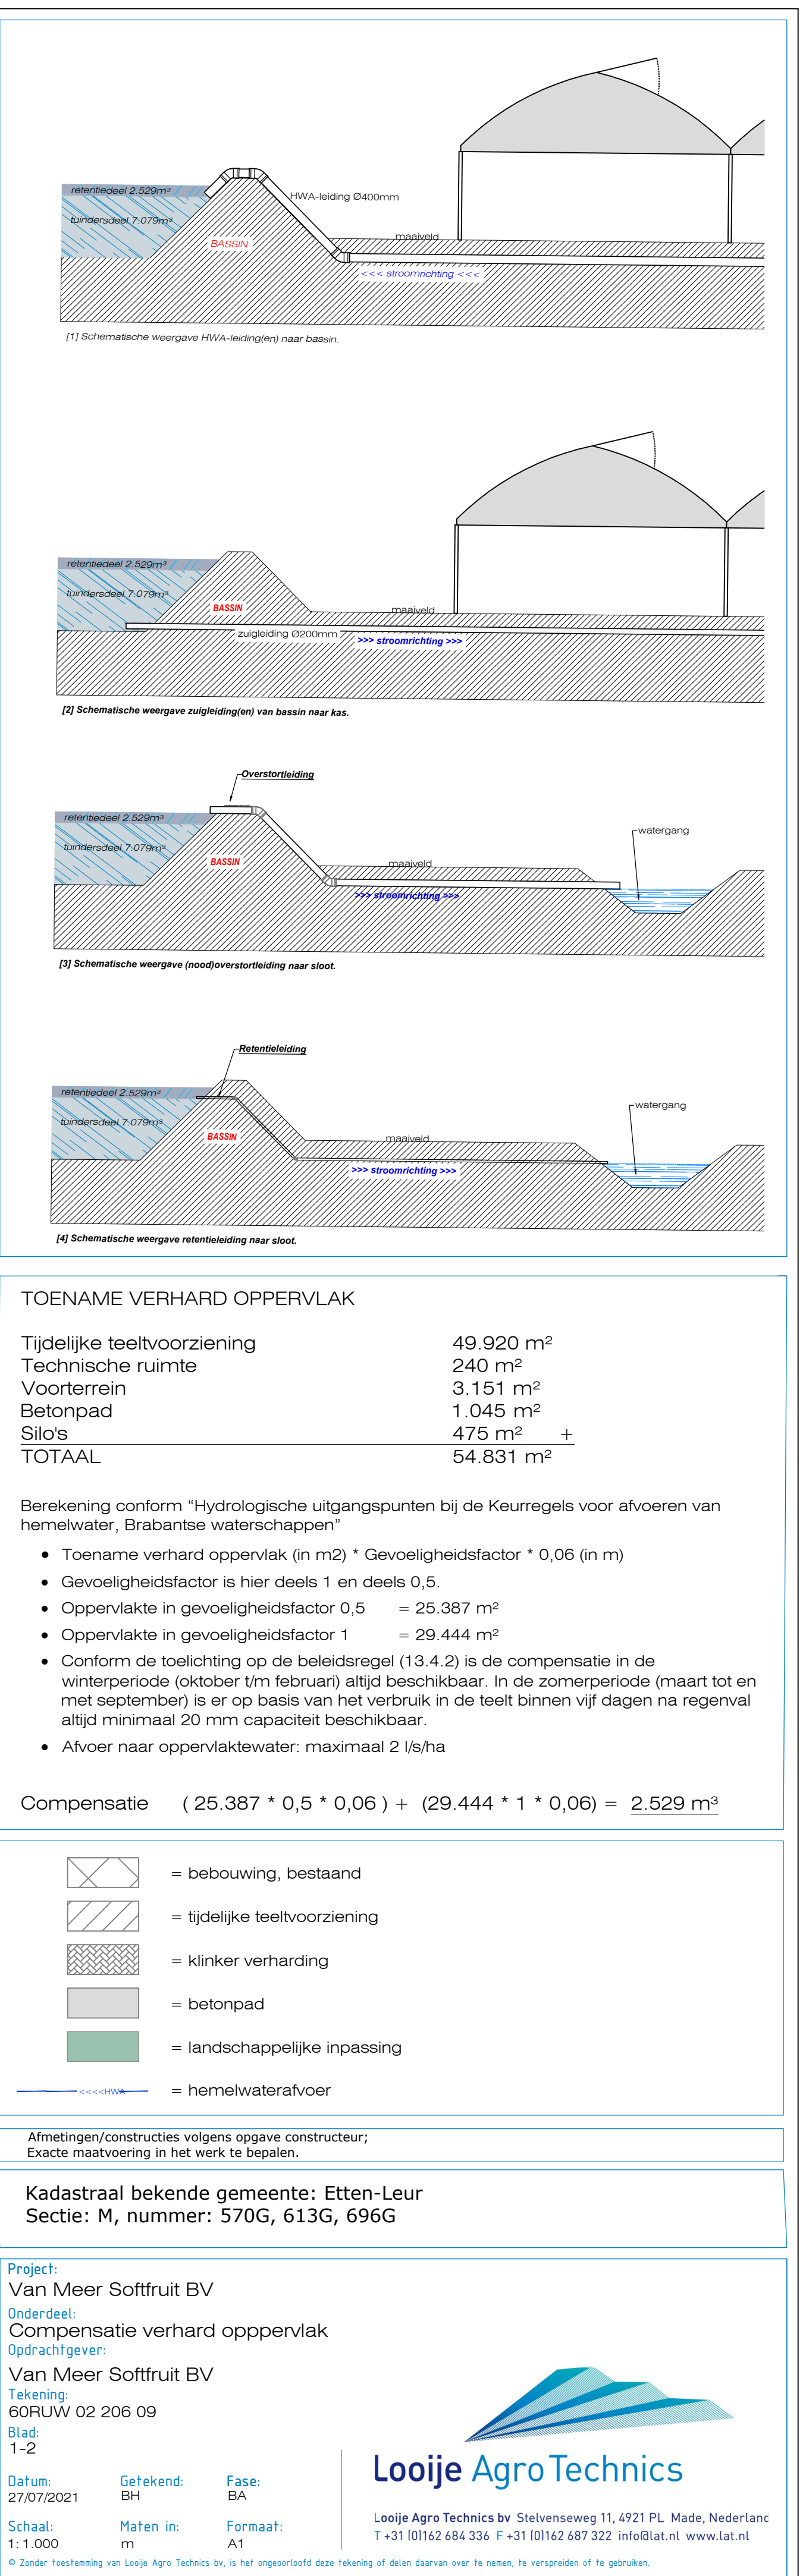 retentiedeel 2.529m³
HWA-leiding Ø400mm
tuindersdeel 7.079m³
maaiveld
BASSIN
<<< stroomrichting <<<
[1] Schematische weergave HWA-leiding(en) naar bassin.
retentiedeel 2.529m³
tuindersdeel 7.079m³
BASSIN
maaiveld
zuigleiding Ø200mm
>>> stroomrichting >>>
[2] Schematische weergave zuigleiding(en) van bassin naar kas.
Overstortleiding
retentiedeel 2.529m³
watergang
tuindersdeel 7.079m³
BASSIN
maaiveld
>>> stroomrichting >>>
[3] Schematische weergave (nood)overstortleiding naar sloot.
Retentieleiding
retentiedeel 2.529m³
watergang
tuindersdeel 7.079m³
BASSIN
maaiveld
>>> stroomrichting >>>
[4] Schematische weergave retentieleiding naar sloot.
TOENAME VERHARD OPPERVLAK
Tijdelijke teeltvoorziening 49.920 m²
Technische ruimte 240 m²
Voorterrein 3.151 m²
Betonpad 1.045 m²
Silo's 475 m² +
TOTAAL 54.831 m²
Berekening conform “Hydrologische uitgangspunten bij de Keurregels voor afvoeren van
hemelwater, Brabantse waterschappen”
• Toename verhard oppervlak (in m2) * Gevoeligheidsfactor * 0,06 (in m)
• Gevoeligheidsfactor is hier deels 1 en deels 0,5.
• Oppervlakte in gevoeligheidsfactor 0,5 = 25.387 m²
• Oppervlakte in gevoeligheidsfactor 1 = 29.444 m²
• Conform de toelichting op de beleidsregel (13.4.2) is de compensatie in de
winterperiode (oktober t/m februari) altijd beschikbaar. In de zomerperiode (maart tot en
met september) is er op basis van het verbruik in de teelt binnen vijf dagen na regenval
altijd minimaal 20 mm capaciteit beschikbaar.
• Afvoer naar oppervlaktewater: maximaal 2 l/s/ha
Compensatie ( 25.387 * 0,5 * 0,06 ) + (29.444 * 1 * 0,06) = 2.529 m³
= bebouwing, bestaand
= tijdelijke teeltvoorziening
= klinker verharding
= betonpad
= landschappelijke inpassing
<<<<HWA = hemelwaterafvoer
Afmetingen/constructies volgens opgave constructeur;
Exacte maatvoering in het werk te bepalen.
Kadastraal bekende gemeente: Etten-Leur
Sectie: M, nummer: 570G, 613G, 696G
Project:
Van Meer Softfruit BV
Onderdeel:
Compensatie verhard opppervlak
Opdrachtgever:
Van Meer Softfruit BV
Tekening:
60RUW 02 206 09
Blad:
1-2
Datum: Getekend: Fase:
27/07/2021 BH BA
Schaal: Maten in: Formaat:
1: 1.000 m A1
Looije Agro Technics
Looije Agro Technics bv Stelvenseweg 11, 4921 PL Made, Nederland
T +31 (0)162 684 336 F +31 (0)162 687 322 info@lat.nl www.lat.nl
© Zonder toestemming van Looije Agro Technics bv, is het ongeoorloofd deze tekening of delen daarvan over te nemen, te verspreiden of te gebruiken.